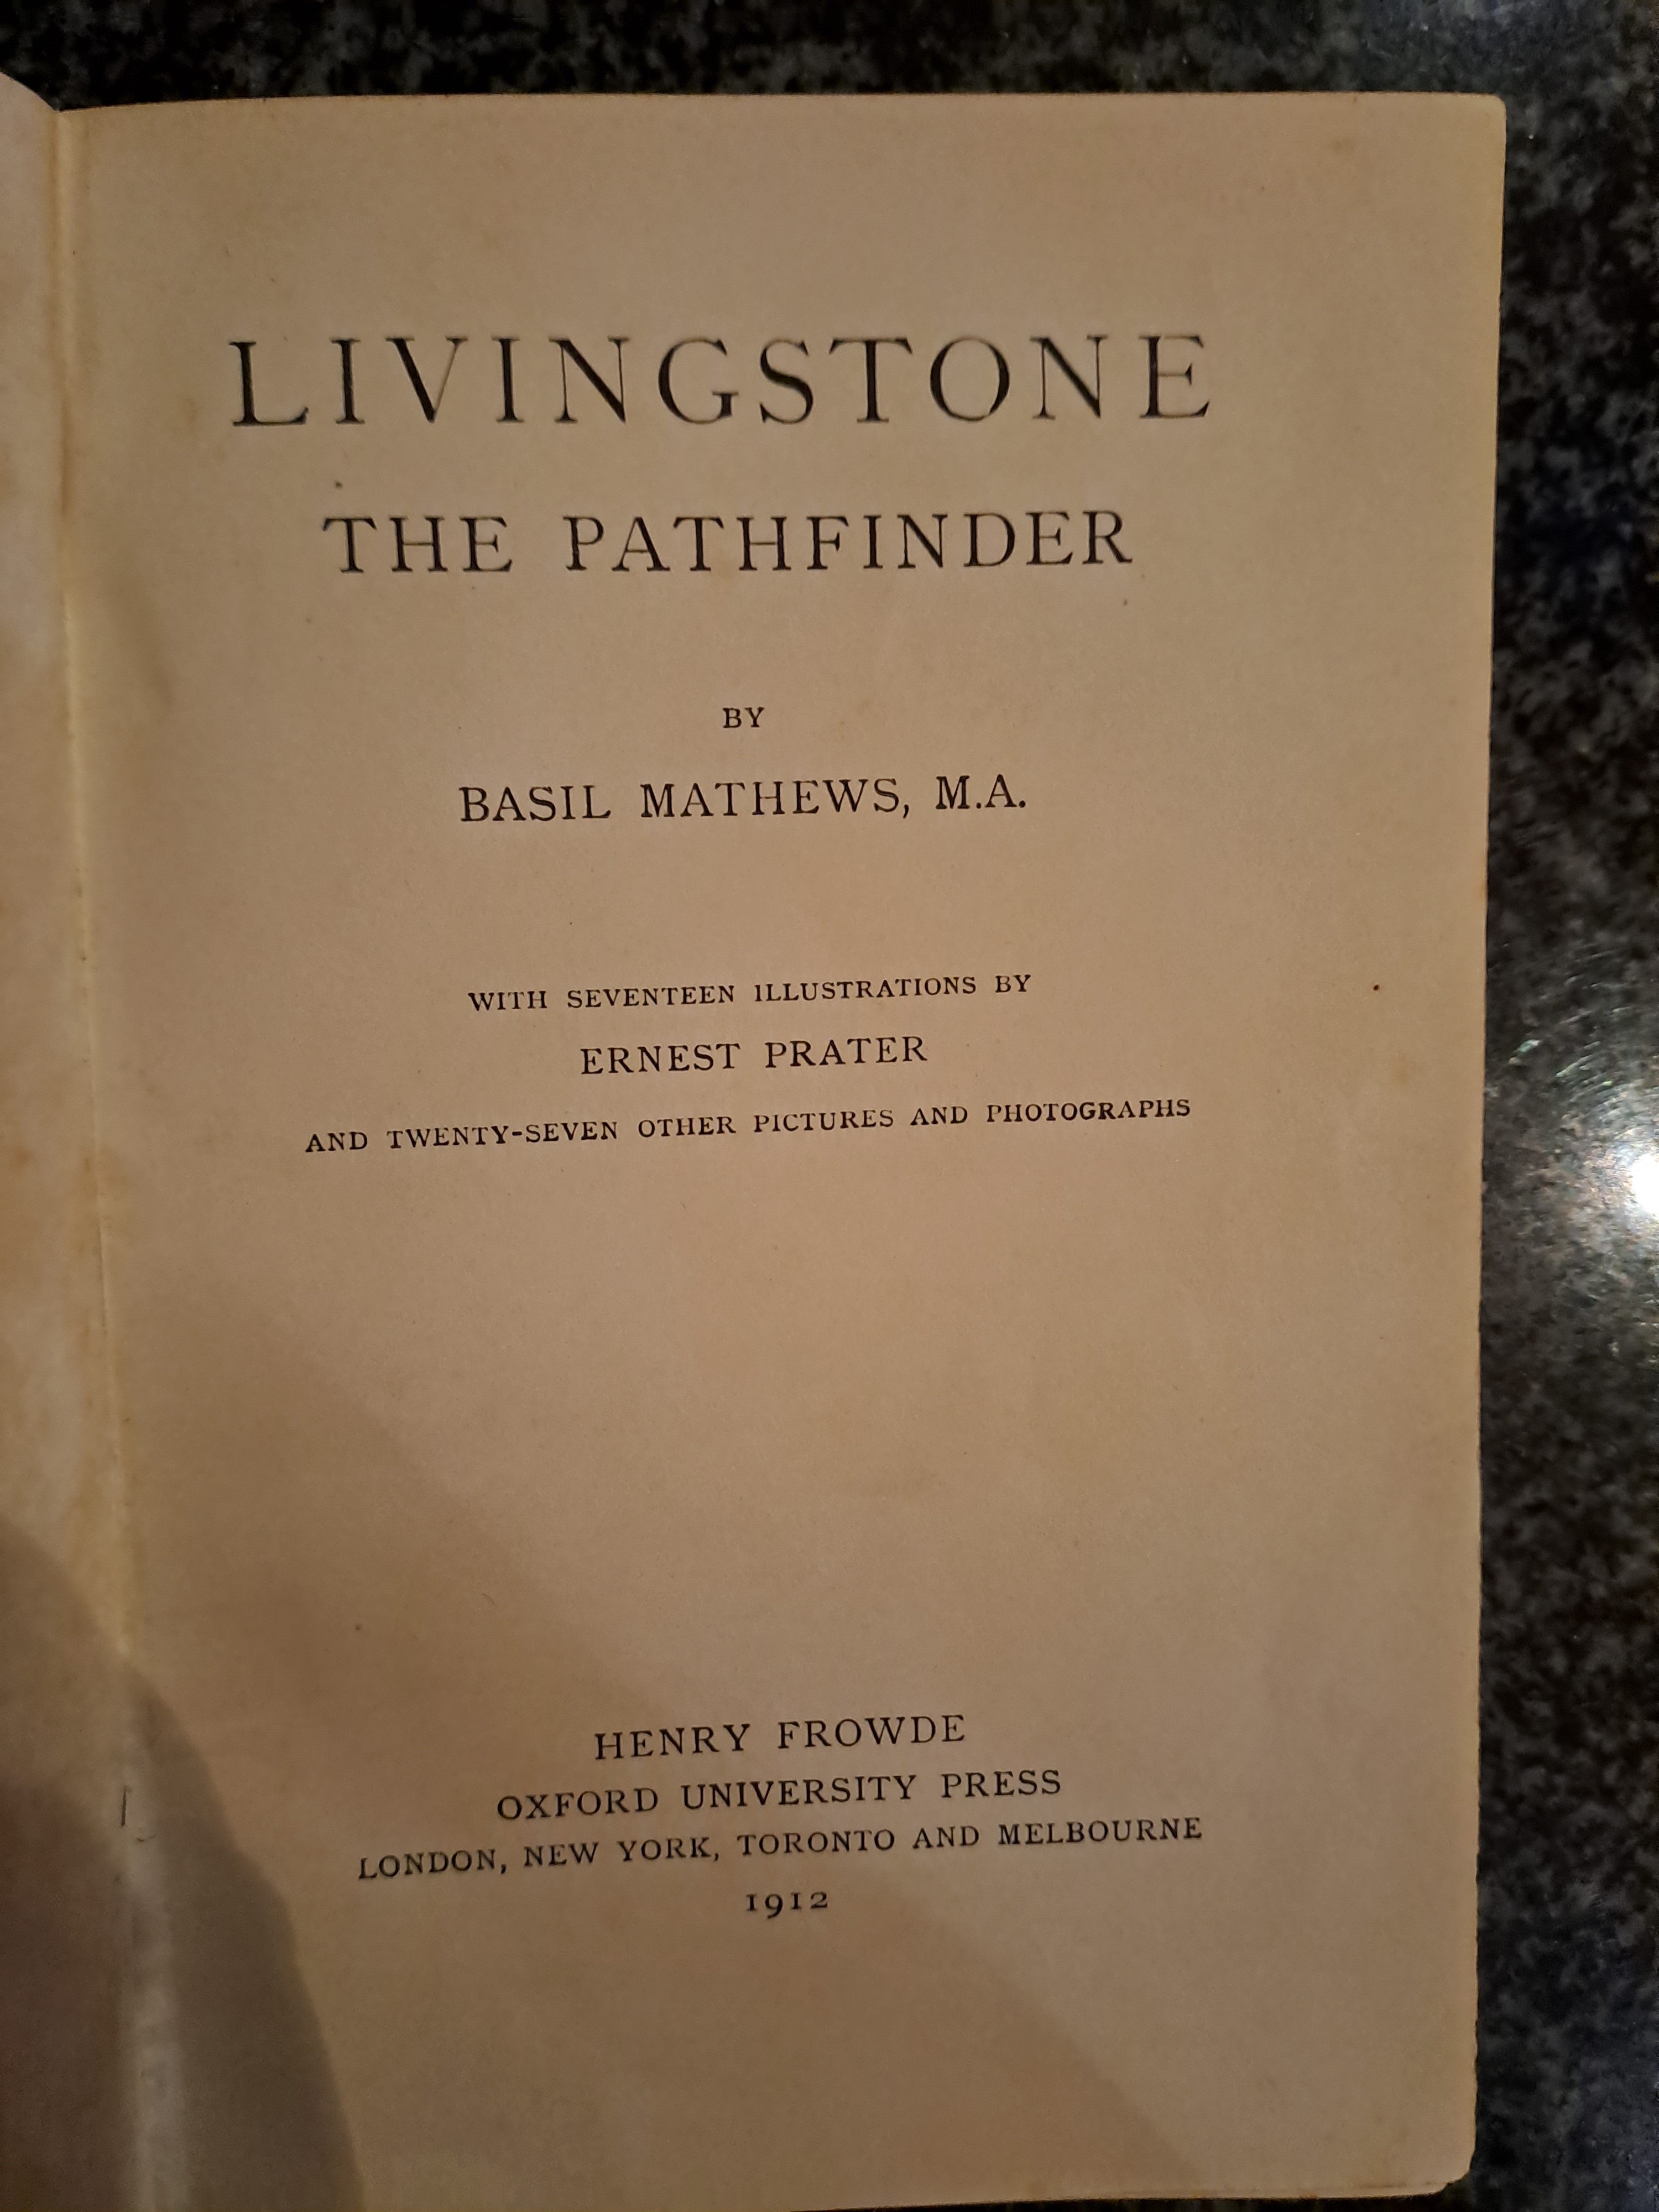 LIVINGSTONE
THE PATHFINDER
BY
BASIL MATHEWS, M.A.
WITH SEVENTEEN ILLUSTRATIONS BY
ERNEST PRATER
AND TWENTY-SEVEN OTHER PICTURES AND PHOTOGRAPHS
HENRY FROWDE
OXFORD UNIVERSITY PRESS
LONDON, NEW YORK, TORONTO AND MELBOURNE
1912